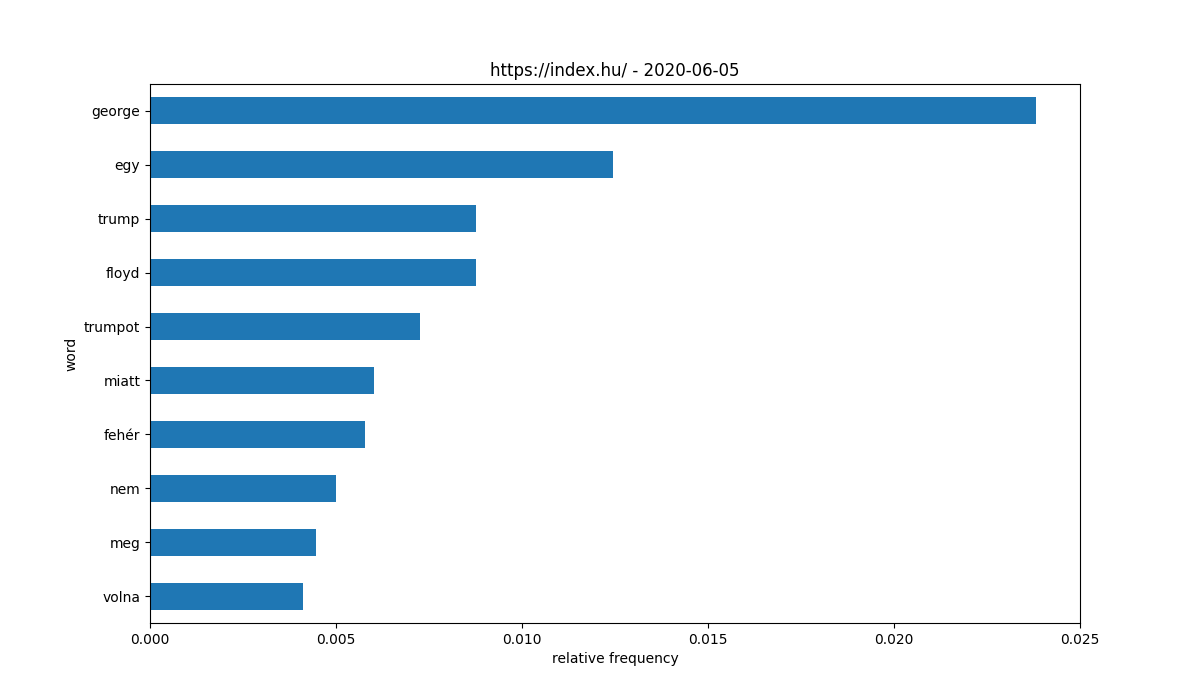 https://index.hu/ - 2020-06-05
george
egy
trump
floyd
trumpot
miatt
fehér
nem
meg
volna
word
0.000 0.005 0.010 0.015 0.020 0.025
relative frequency